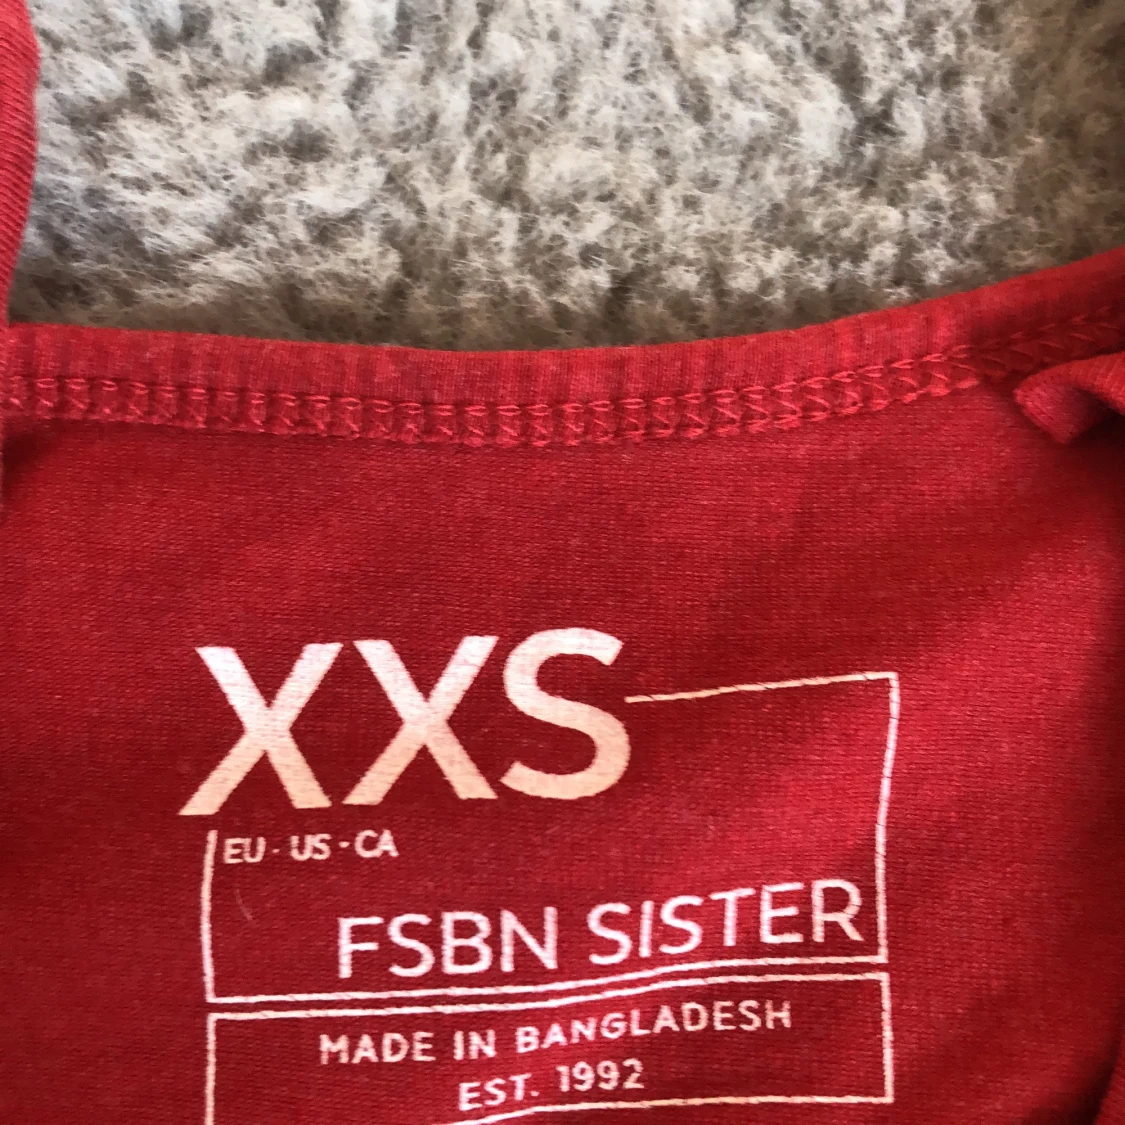 XXS
EU · US · CA
FSBN SISTER
MADE IN BANGLADESH
EST. 1992